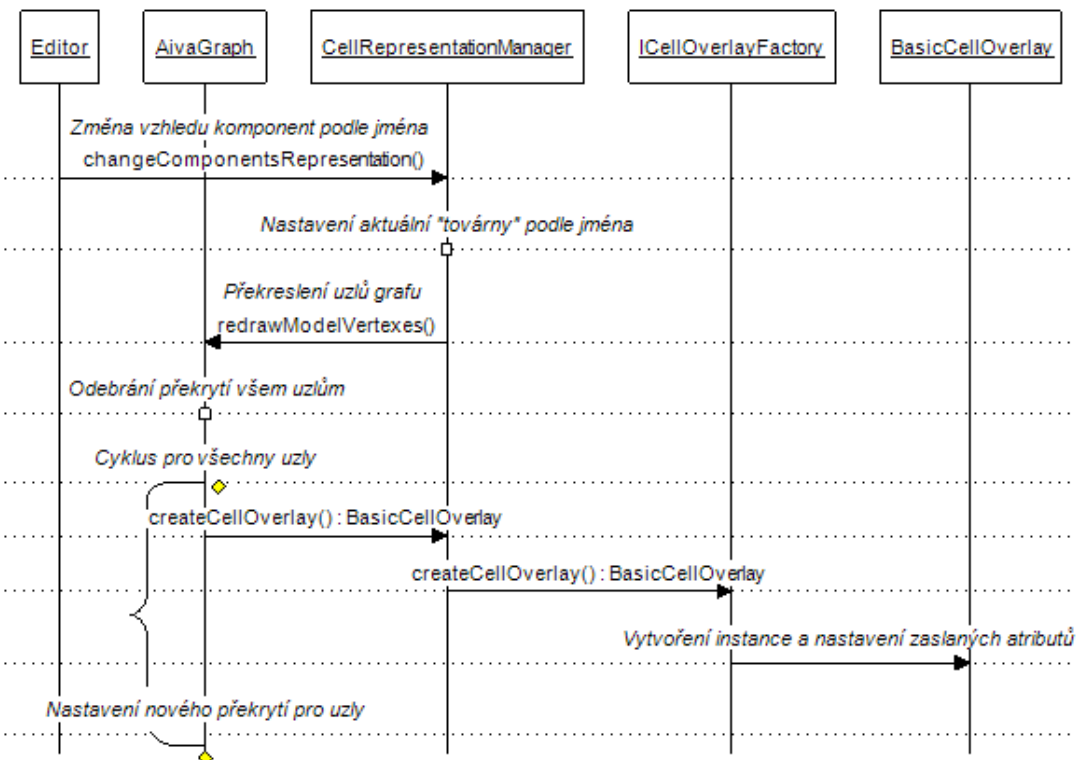 Editor
AivaGraph
CellRepresentationManager
ICellOverlayFactory
BasicCellOverlay
Změna vzhledu komponent podle jména
changeComponentsRepresentation()
Nastavení aktuální "továrny" podle jména
Překreslení uzlů grafu
redrawModelVertexes()
Odebrání překrytí všem uzlům
Cyklus pro všechny uzly
createCellOverlay() : BasicCellOverlay
createCellOverlay() : BasicCellOverlay
Vytvoření instance a nastavení zaslaných atributů
Nastavení nového překrytí pro uzly